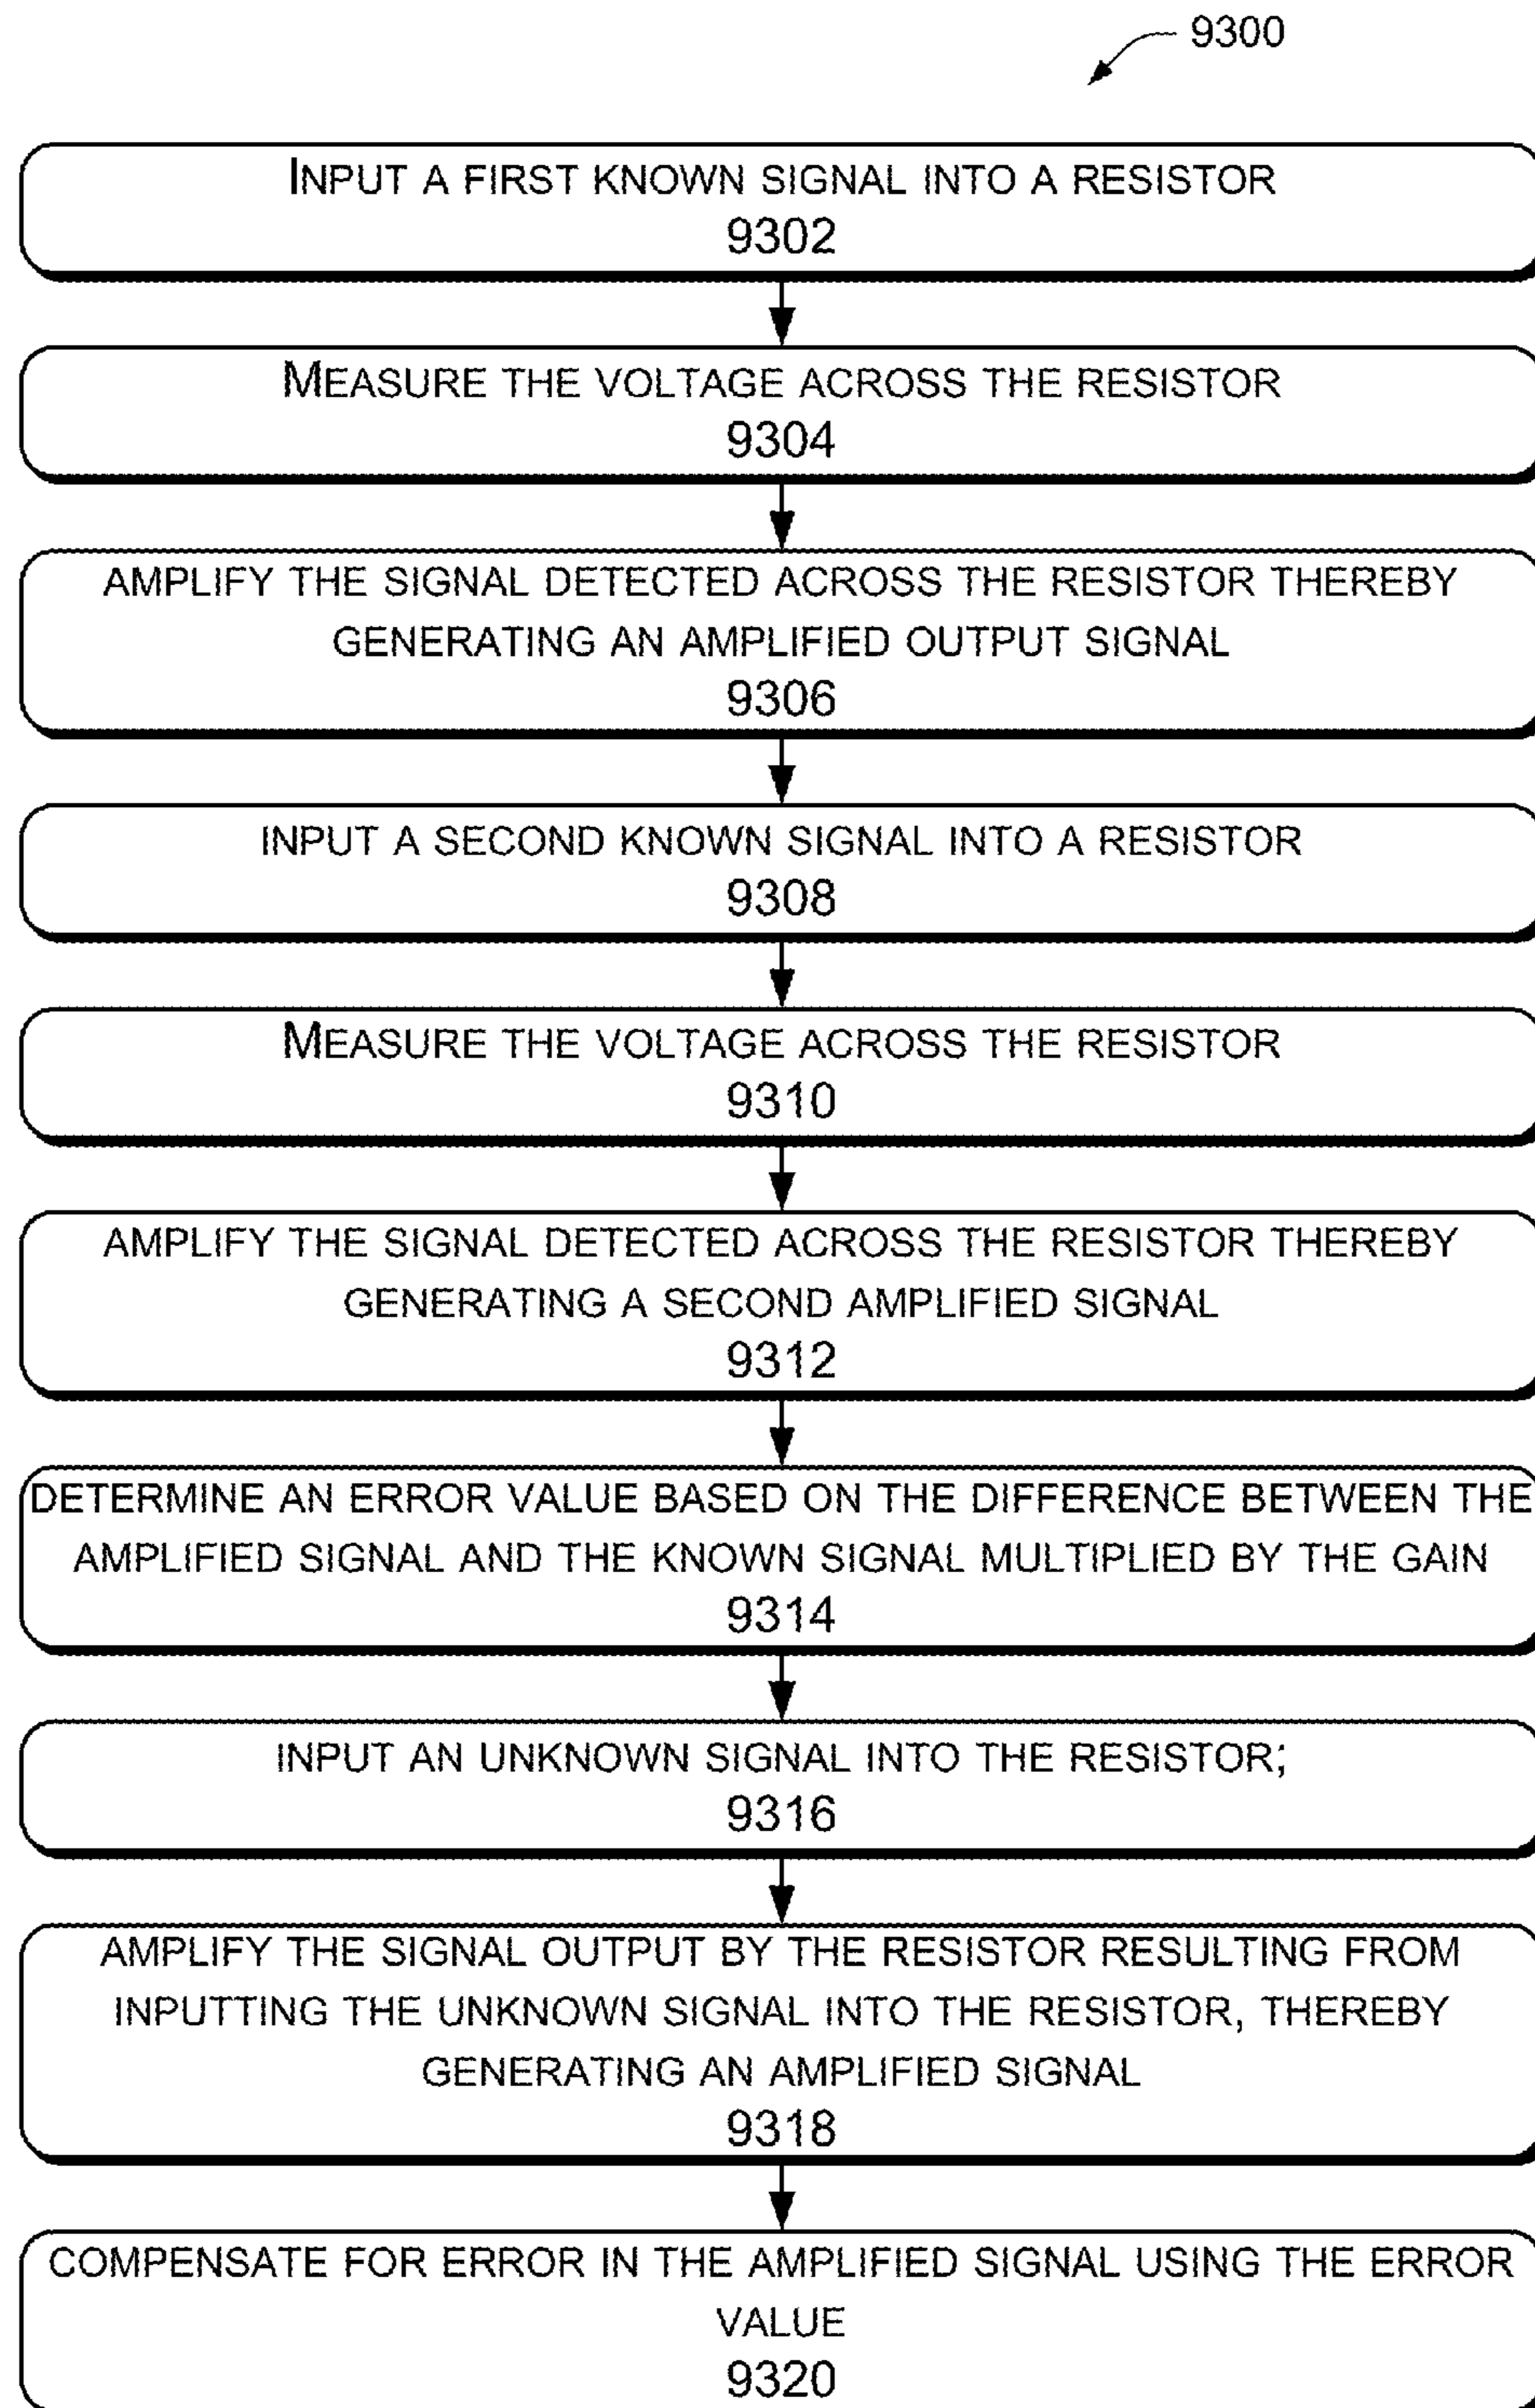 9300
INPUT A FIRST KNOWN SIGNAL INTO A RESISTOR
9302
MEASURE THE VOLTAGE ACROSS THE RESISTOR
9304
AMPLIFY THE SIGNAL DETECTED ACROSS THE RESISTOR THEREBY
GENERATING AN AMPLIFIED OUTPUT SIGNAL
9306
INPUT A SECOND KNOWN SIGNAL INTO A RESISTOR
9308
MEASURE THE VOLTAGE ACROSS THE RESISTOR
9310
AMPLIFY THE SIGNAL DETECTED ACROSS THE RESISTOR THEREBY
GENERATING A SECOND AMPLIFIED SIGNAL
9312
DETERMINE AN ERROR VALUE BASED ON THE DIFFERENCE BETWEEN THE
AMPLIFIED SIGNAL AND THE KNOWN SIGNAL MULTIPLIED BY THE GAIN
9314
INPUT AN UNKNOWN SIGNAL INTO THE RESISTOR;
9316
AMPLIFY THE SIGNAL OUTPUT BY THE RESISTOR RESULTING FROM
INPUTTING THE UNKNOWN SIGNAL INTO THE RESISTOR, THEREBY
GENERATING AN AMPLIFIED SIGNAL
9318
COMPENSATE FOR ERROR IN THE AMPLIFIED SIGNAL USING THE ERROR
VALUE
9320